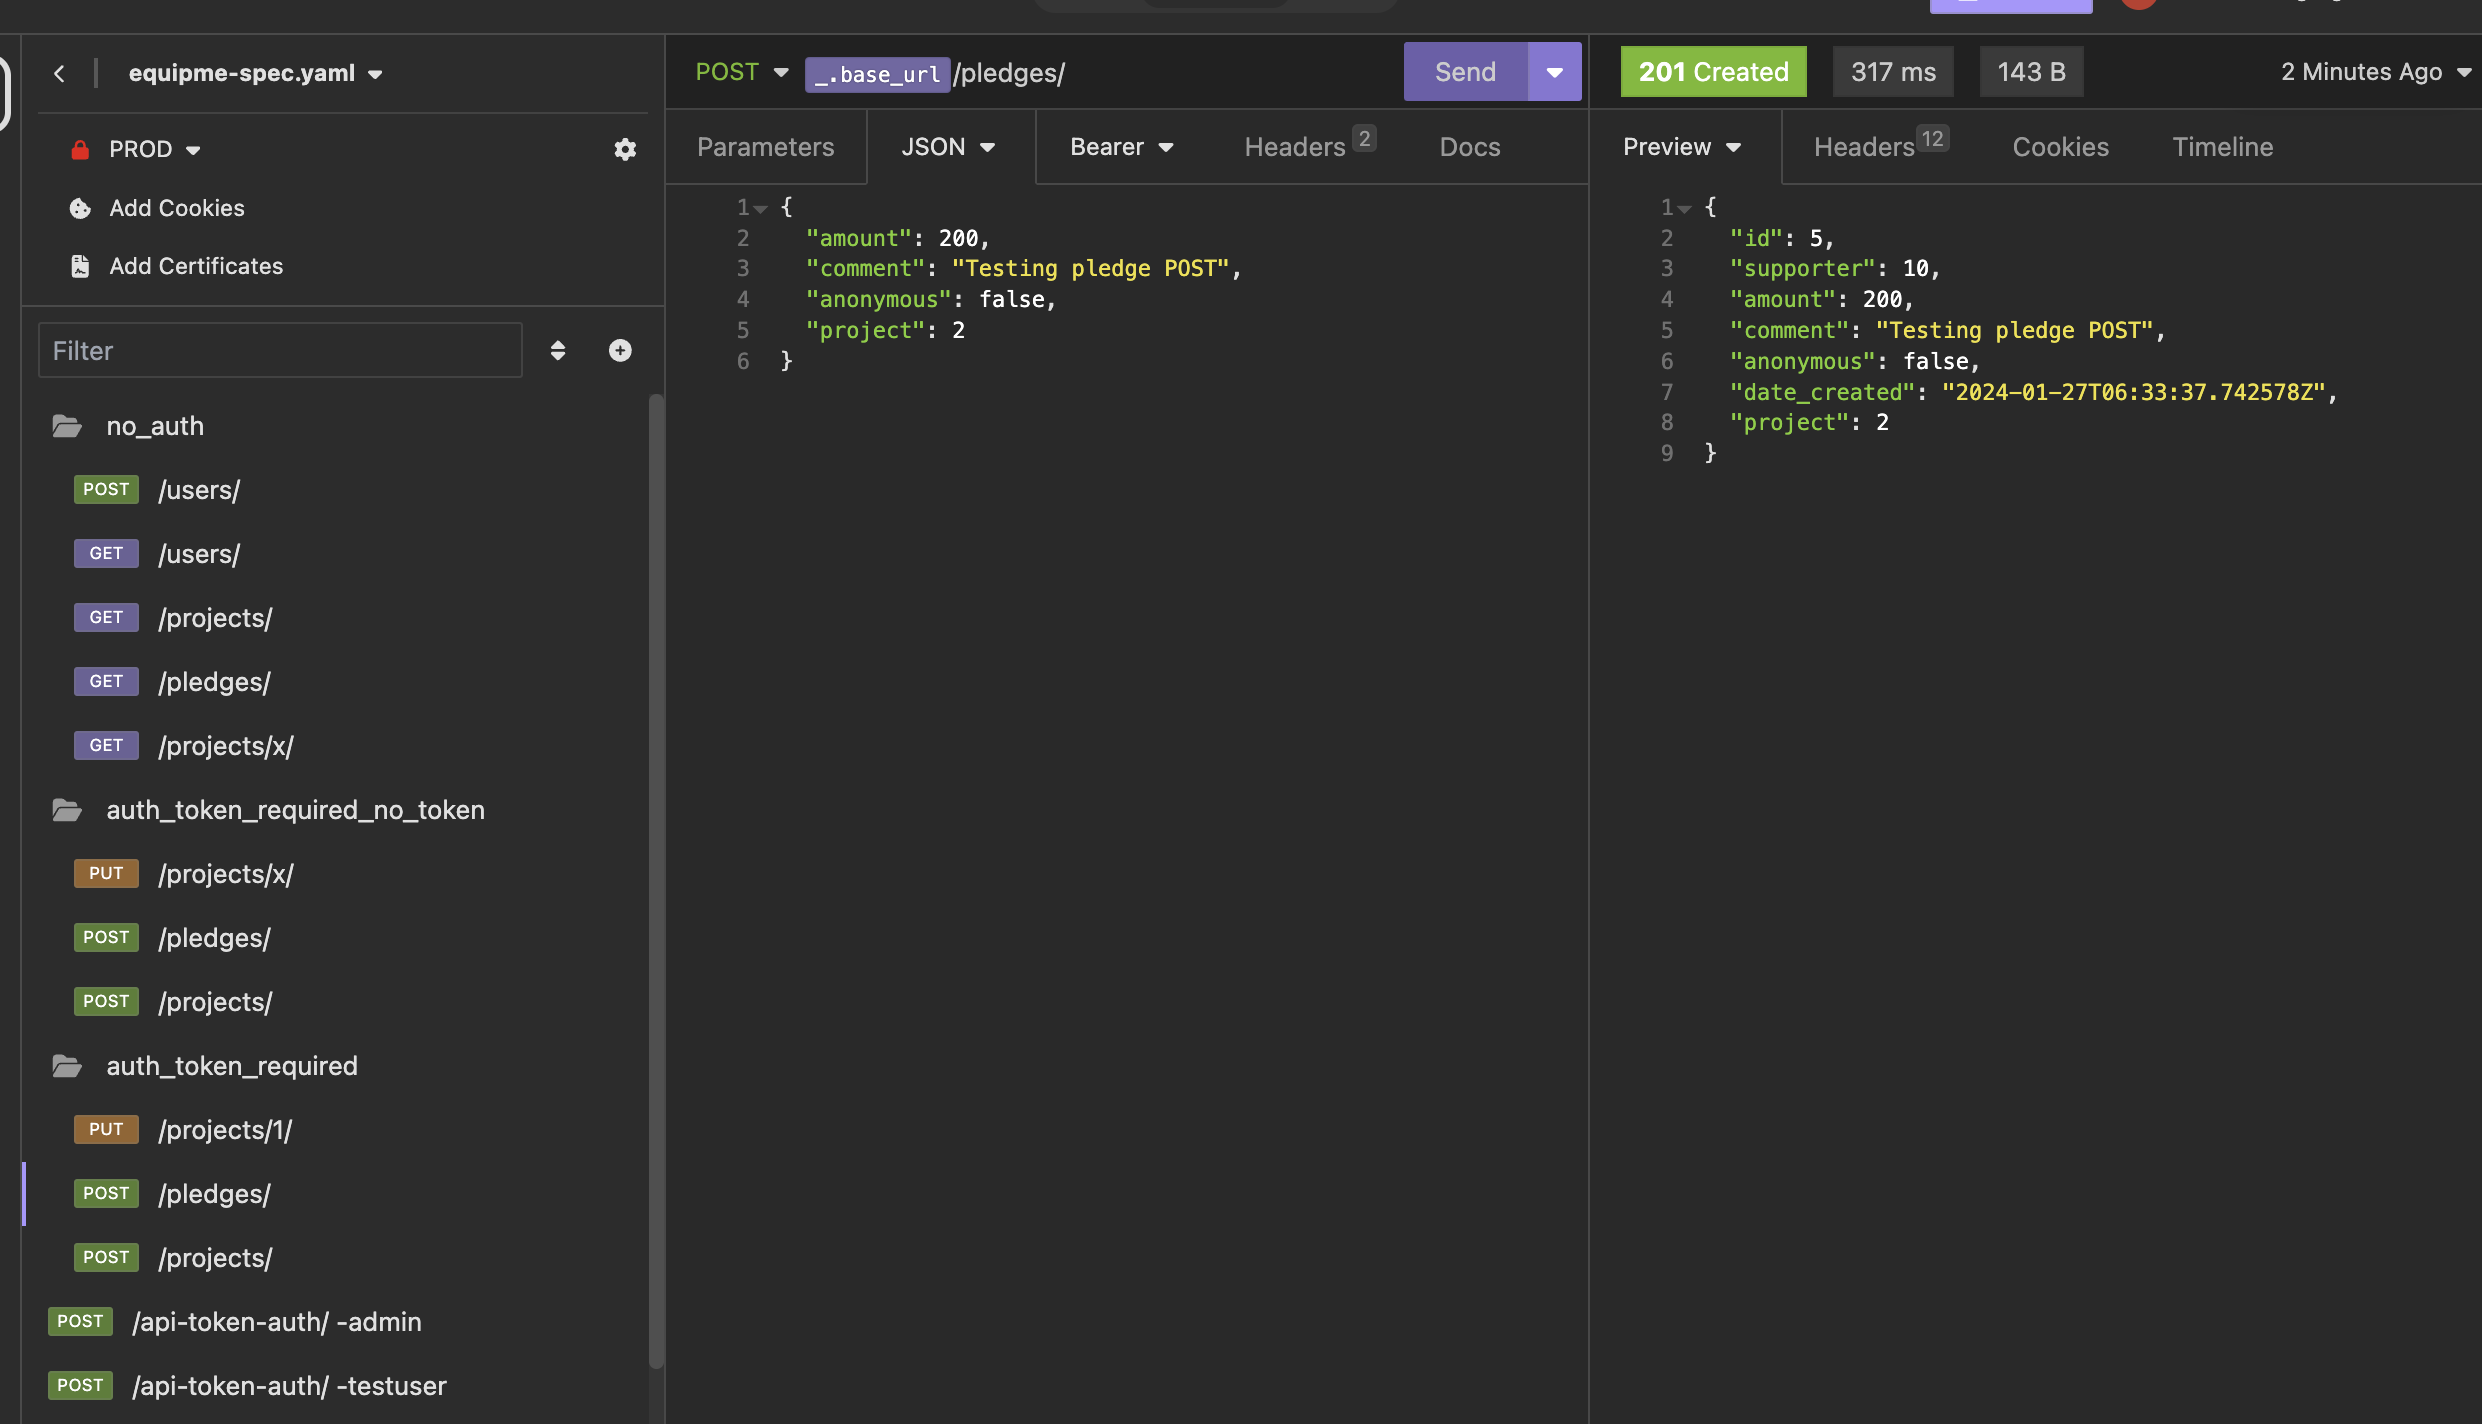 equipme-spec.yaml
PROD
Add Cookies
Add Certificates
Filter
no_auth
POST /users/
GET /users/
GET /projects/
GET /pledges/
GET /projects/x/
auth_token_required_no_token
PUT /projects/x/
POST /pledges/
POST /projects/
auth_token_required
PUT /projects/1/
POST /pledges/
POST /projects/
POST /api-token-auth/ -admin
POST /api-token-auth/ -testuser
POST _.base_url/pledges/ Send
Parameters JSON Bearer Headers 2 Docs
1 {
2 "amount": 200,
3 "comment": "Testing pledge POST",
4 "anonymous": false,
5 "project": 2
6 }
201 Created 317 ms 143 B 2 Minutes Ago
Preview Headers 12 Cookies Timeline
1 {
2 "id": 5,
3 "supporter": 10,
4 "amount": 200,
5 "comment": "Testing pledge POST",
6 "anonymous": false,
7 "date_created": "2024-01-27T06:33:37.742578Z",
8 "project": 2
9 }